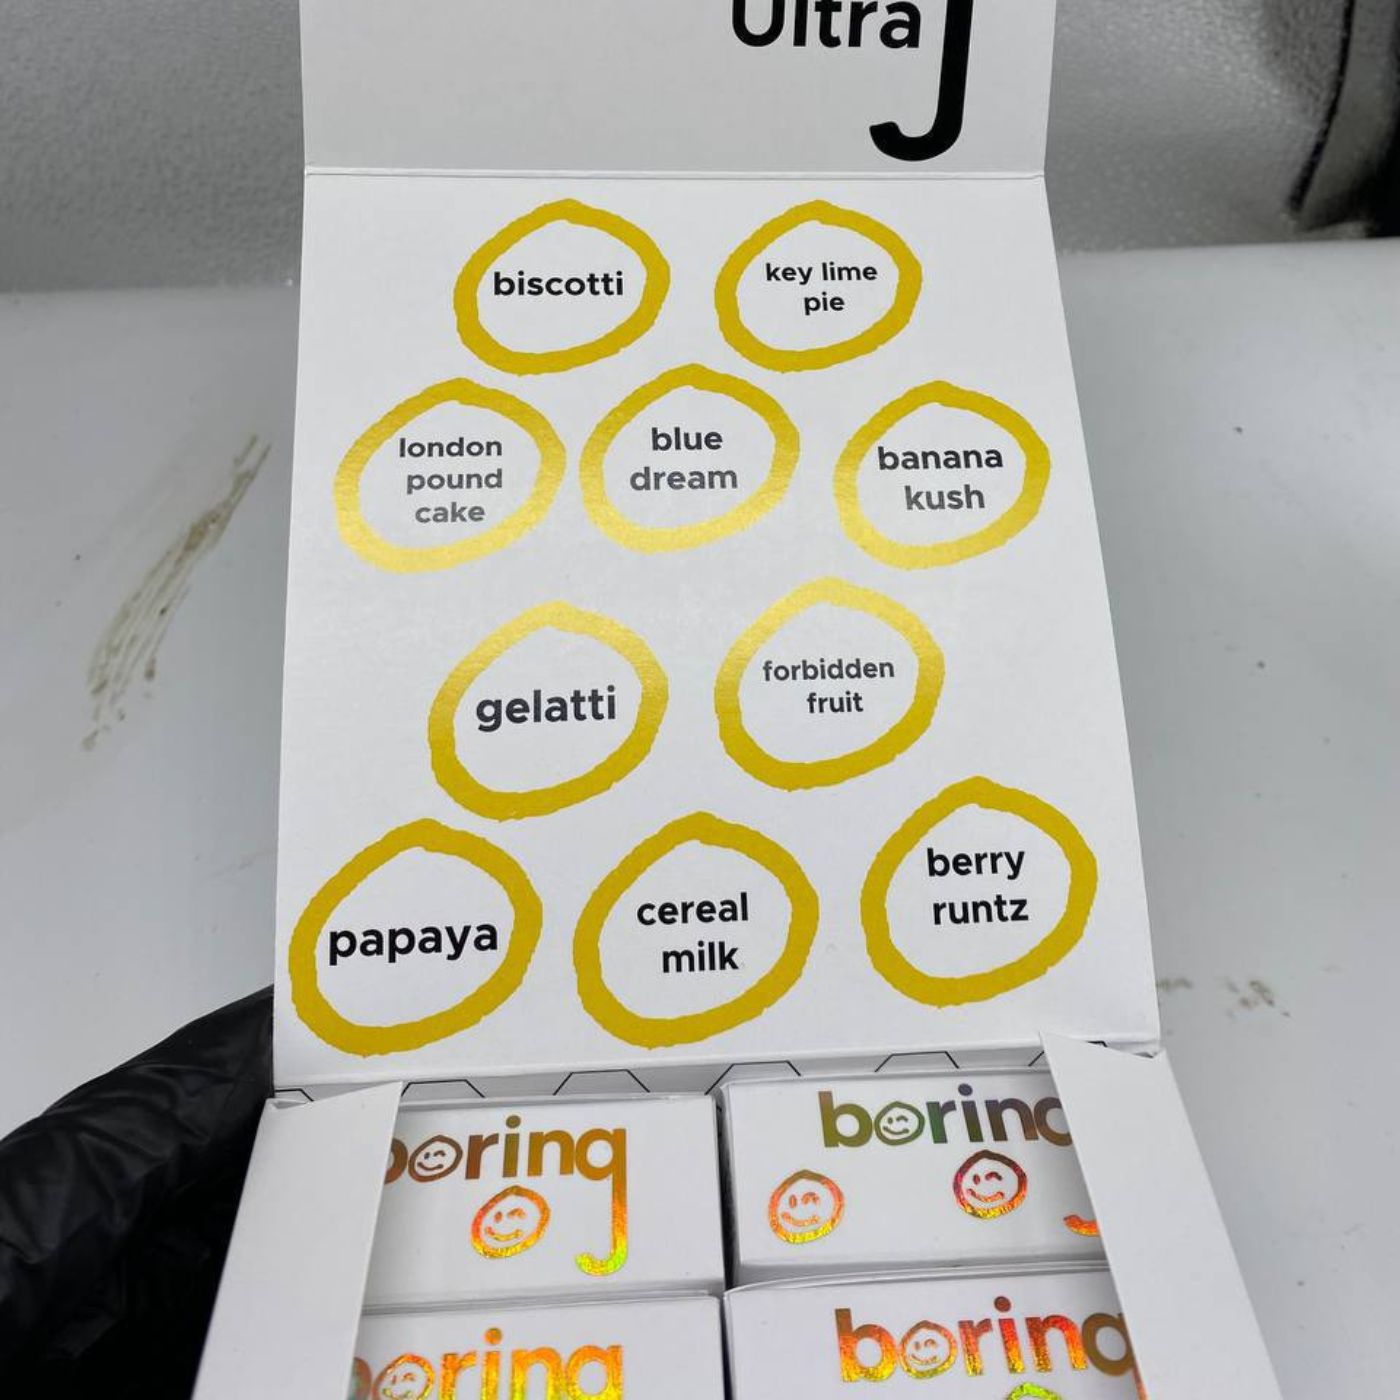 Ultra
biscotti
key lime
pie
london
pound
cake
blue
dream
banana
kush
gelatti
forbidden
fruit
papaya
cereal
milk
berry
runtz
boring
boring
boring
boring